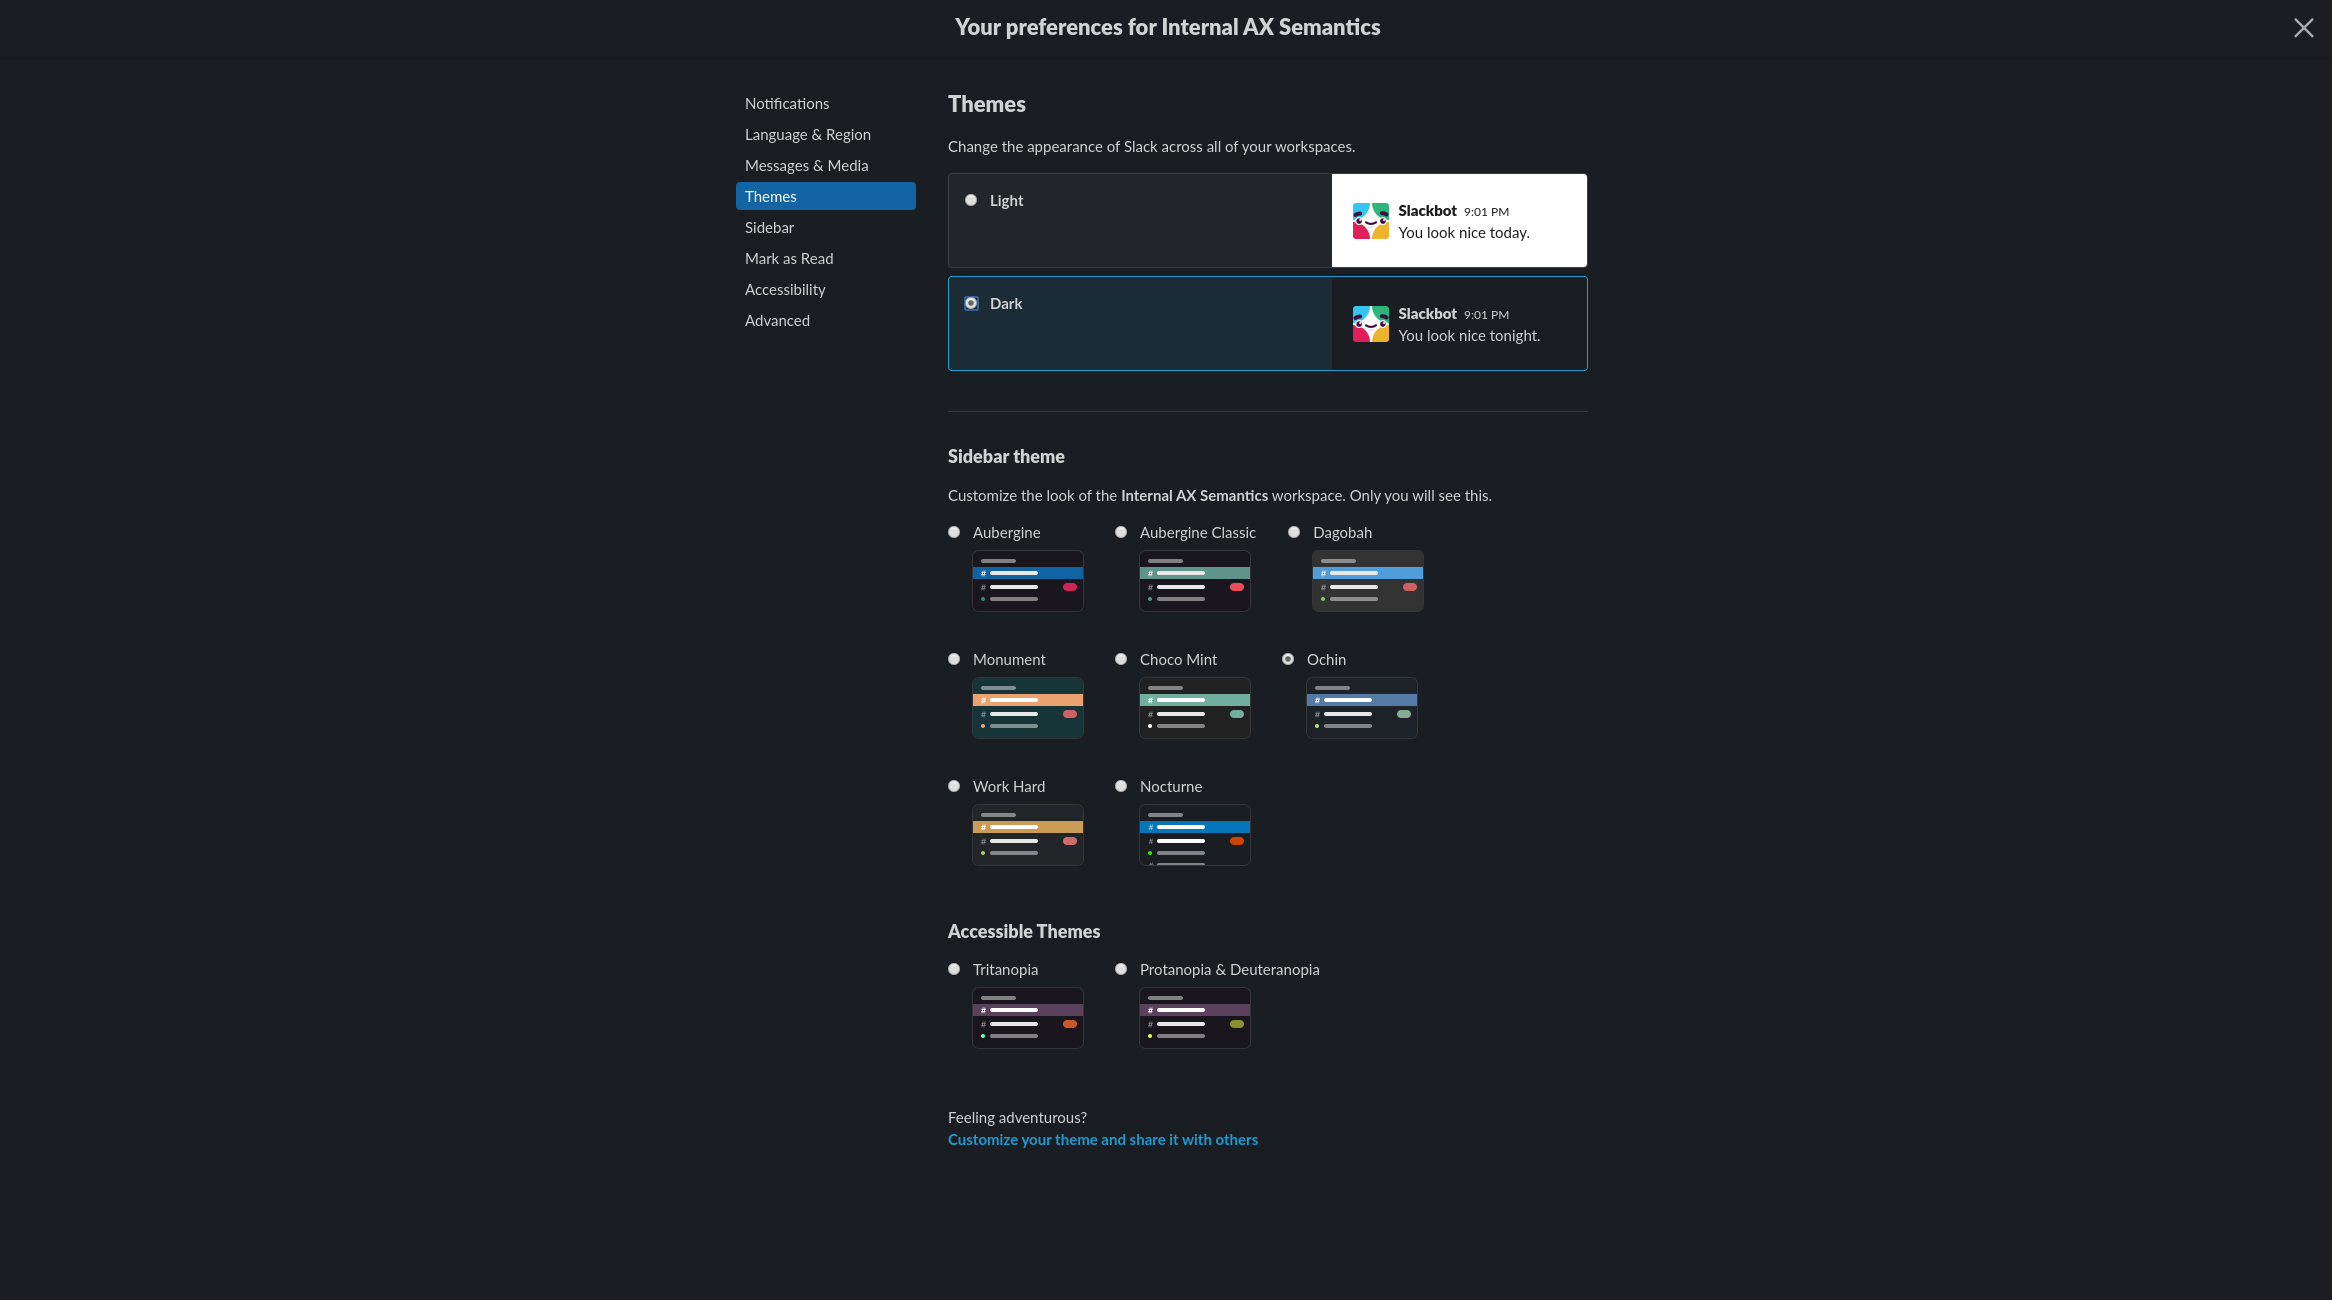 Your preferences for Internal AX Semantics
Notifications
Language & Region
Messages & Media
Themes
Sidebar
Mark as Read
Accessibility
Advanced
Themes
Change the appearance of Slack across all of your workspaces.
Light
Slackbot 9:01 PM
You look nice today.
Dark
Slackbot 9:01 PM
You look nice tonight.
Sidebar theme
Customize the look of the Internal AX Semantics workspace. Only you will see this.
Aubergine
Aubergine Classic
Dagobah
#
#
#
#
#
#
Monument
Choco Mint
Ochin
#
#
#
#
#
#
Work Hard
Nocturne
#
#
#
#
Accessible Themes
Tritanopia
Protanopia & Deuteranopia
#
#
#
#
Feeling adventurous?
Customize your theme and share it with others